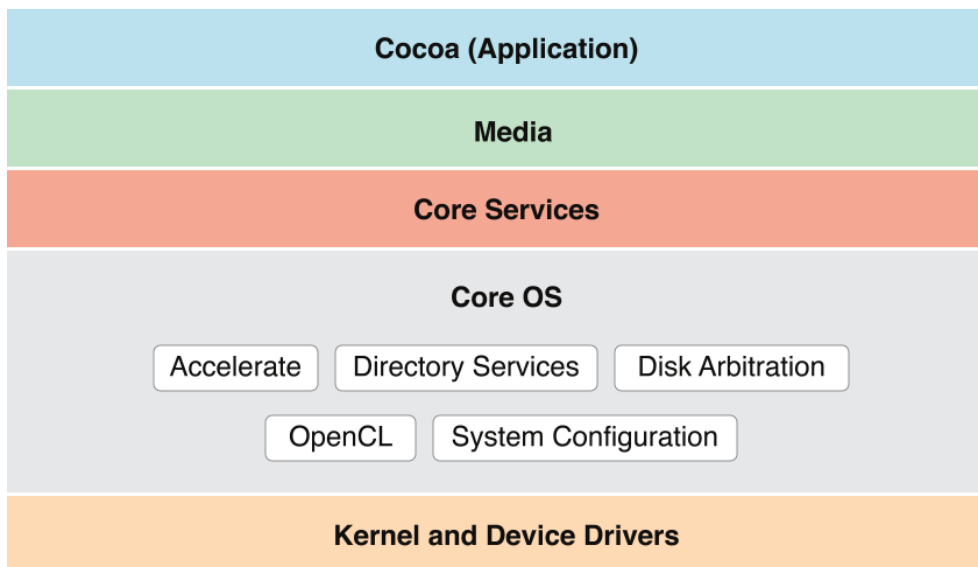 Cocoa (Application)
Media
Core Services
Core OS
Accelerate Directory Services Disk Arbitration
OpenCL System Configuration
Kernel and Device Drivers